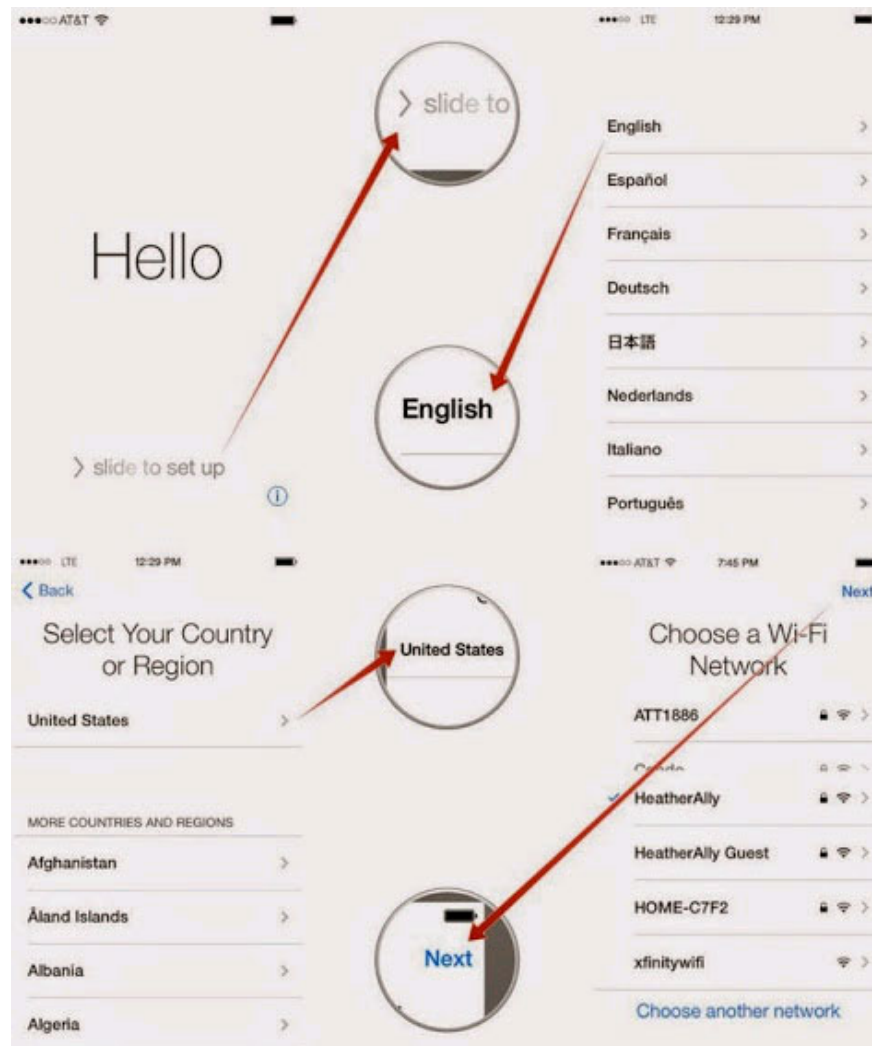 AT&T
Hello
> slide to set up
> slide to
English
LTE 12:29 PM
English
Español
Français
Deutsch
日本語
Nederlands
Italiano
Português
LTE 12:29 PM
Back
Select Your Country
or Region
United States
MORE COUNTRIES AND REGIONS
Afghanistan
Åland Islands
Albania
Algeria
United States
Next
AT&T 7:45 PM
Next
Choose a Wi-Fi
Network
ATT1886
Condo
HeatherAlly
HeatherAlly Guest
HOME-C7F2
xfinitywifi
Choose another network